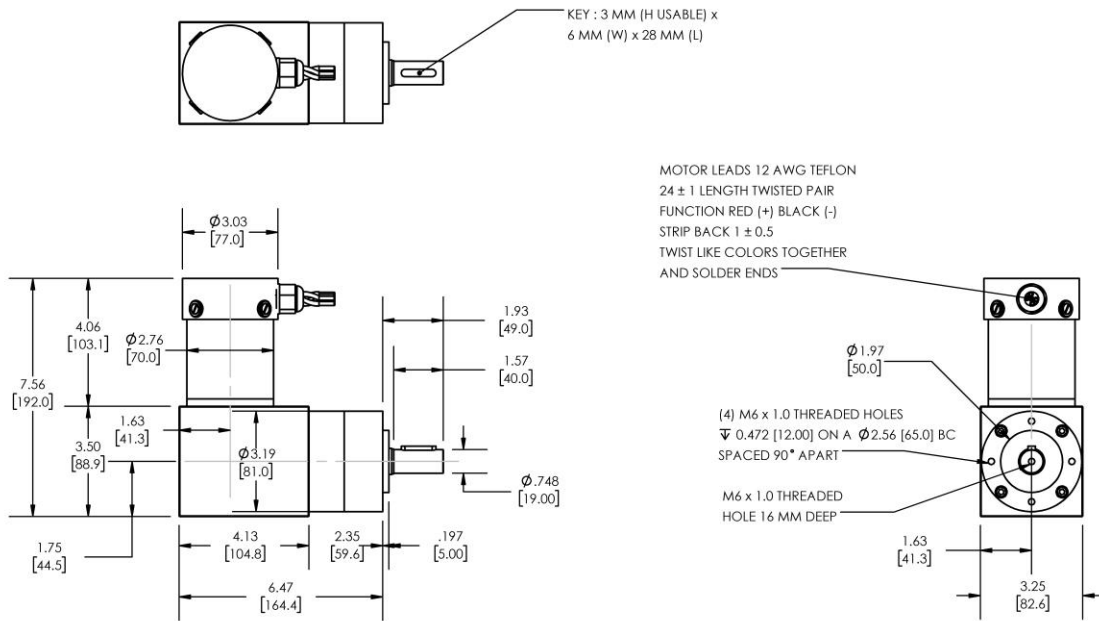 KEY : 3 MM (H USABLE) x
6 MM (W) x 28 MM (L)
MOTOR LEADS 12 AWG TEFLON
24 ± 1 LENGTH TWISTED PAIR
FUNCTION RED (+) BLACK (-)
STRIP BACK 1 ± 0.5
TWIST LIKE COLORS TOGETHER
AND SOLDER ENDS
Ø3.03
[77.0]
4.06
[103.1]
Ø2.76
[70.0]
1.93
[49.0]
1.57
[40.0]
7.56
[192.0]
1.63
[41.3]
3.50
[88.9]
Ø3.19
[81.0]
Ø.748
[19.00]
1.75
[44.5]
4.13
[104.8]
2.35
[59.6]
.197
[5.00]
6.47
[164.4]
Ø1.97
[50.0]
(4) M6 x 1.0 THREADED HOLES
↧ 0.472 [12.00] ON A Ø2.56 [65.0] BC
SPACED 90° APART
M6 x 1.0 THREADED
HOLE 16 MM DEEP
1.63
[41.3]
3.25
[82.6]